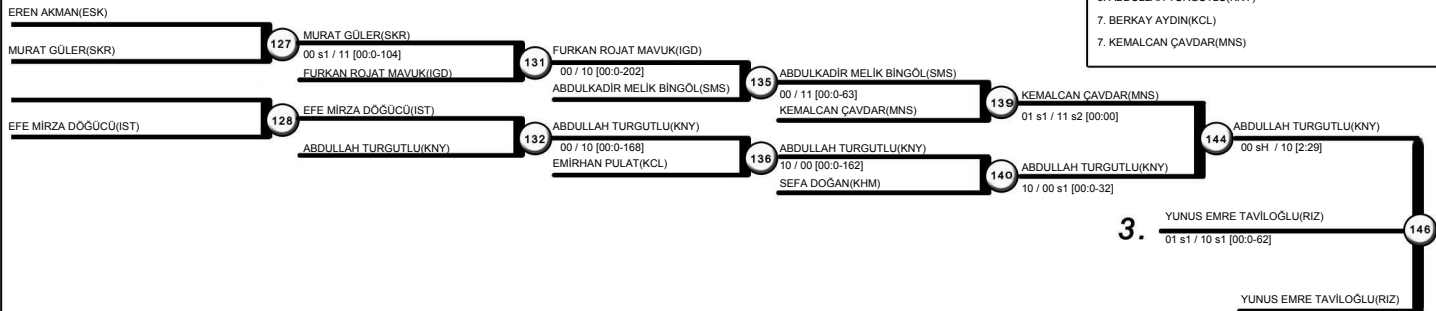 7. BERKAY AYDIN(KCL)
7. KEMALCAN ÇAVDAR(MNS)
EREN AKMAN(ESK)
MURAT GÜLER(SKR)
127
MURAT GÜLER(SKR)
00 s1 / 11 [00:0-104]
FURKAN ROJAT MAVUK(IGD)
131
FURKAN ROJAT MAVUK(IGD)
00 / 10 [00:0-202]
ABDULKADİR MELİK BİNGÖL(SMS)
135
ABDULKADİR MELİK BİNGÖL(SMS)
00 / 11 [00:0-63]
KEMALCAN ÇAVDAR(MNS)
139
KEMALCAN ÇAVDAR(MNS)
01 s1 / 11 s2 [00:00]
EFE MİRZA DÖĞÜCÜ(IST)
128
EFE MİRZA DÖĞÜCÜ(IST)
ABDULLAH TURGUTLU(KNY)
132
ABDULLAH TURGUTLU(KNY)
00 / 10 [00:0-168]
EMİRHAN PULAT(KCL)
136
ABDULLAH TURGUTLU(KNY)
10 / 00 [00:0-162]
SEFA DOĞAN(KHM)
140
ABDULLAH TURGUTLU(KNY)
10 / 00 s1 [00:0-32]
144
ABDULLAH TURGUTLU(KNY)
00 sH / 10 [2:29]
3.
YUNUS EMRE TAVİLOĞLU(RIZ)
01 s1 / 10 s1 [00:0-62]
146
YUNUS EMRE TAVİLOĞLU(RIZ)